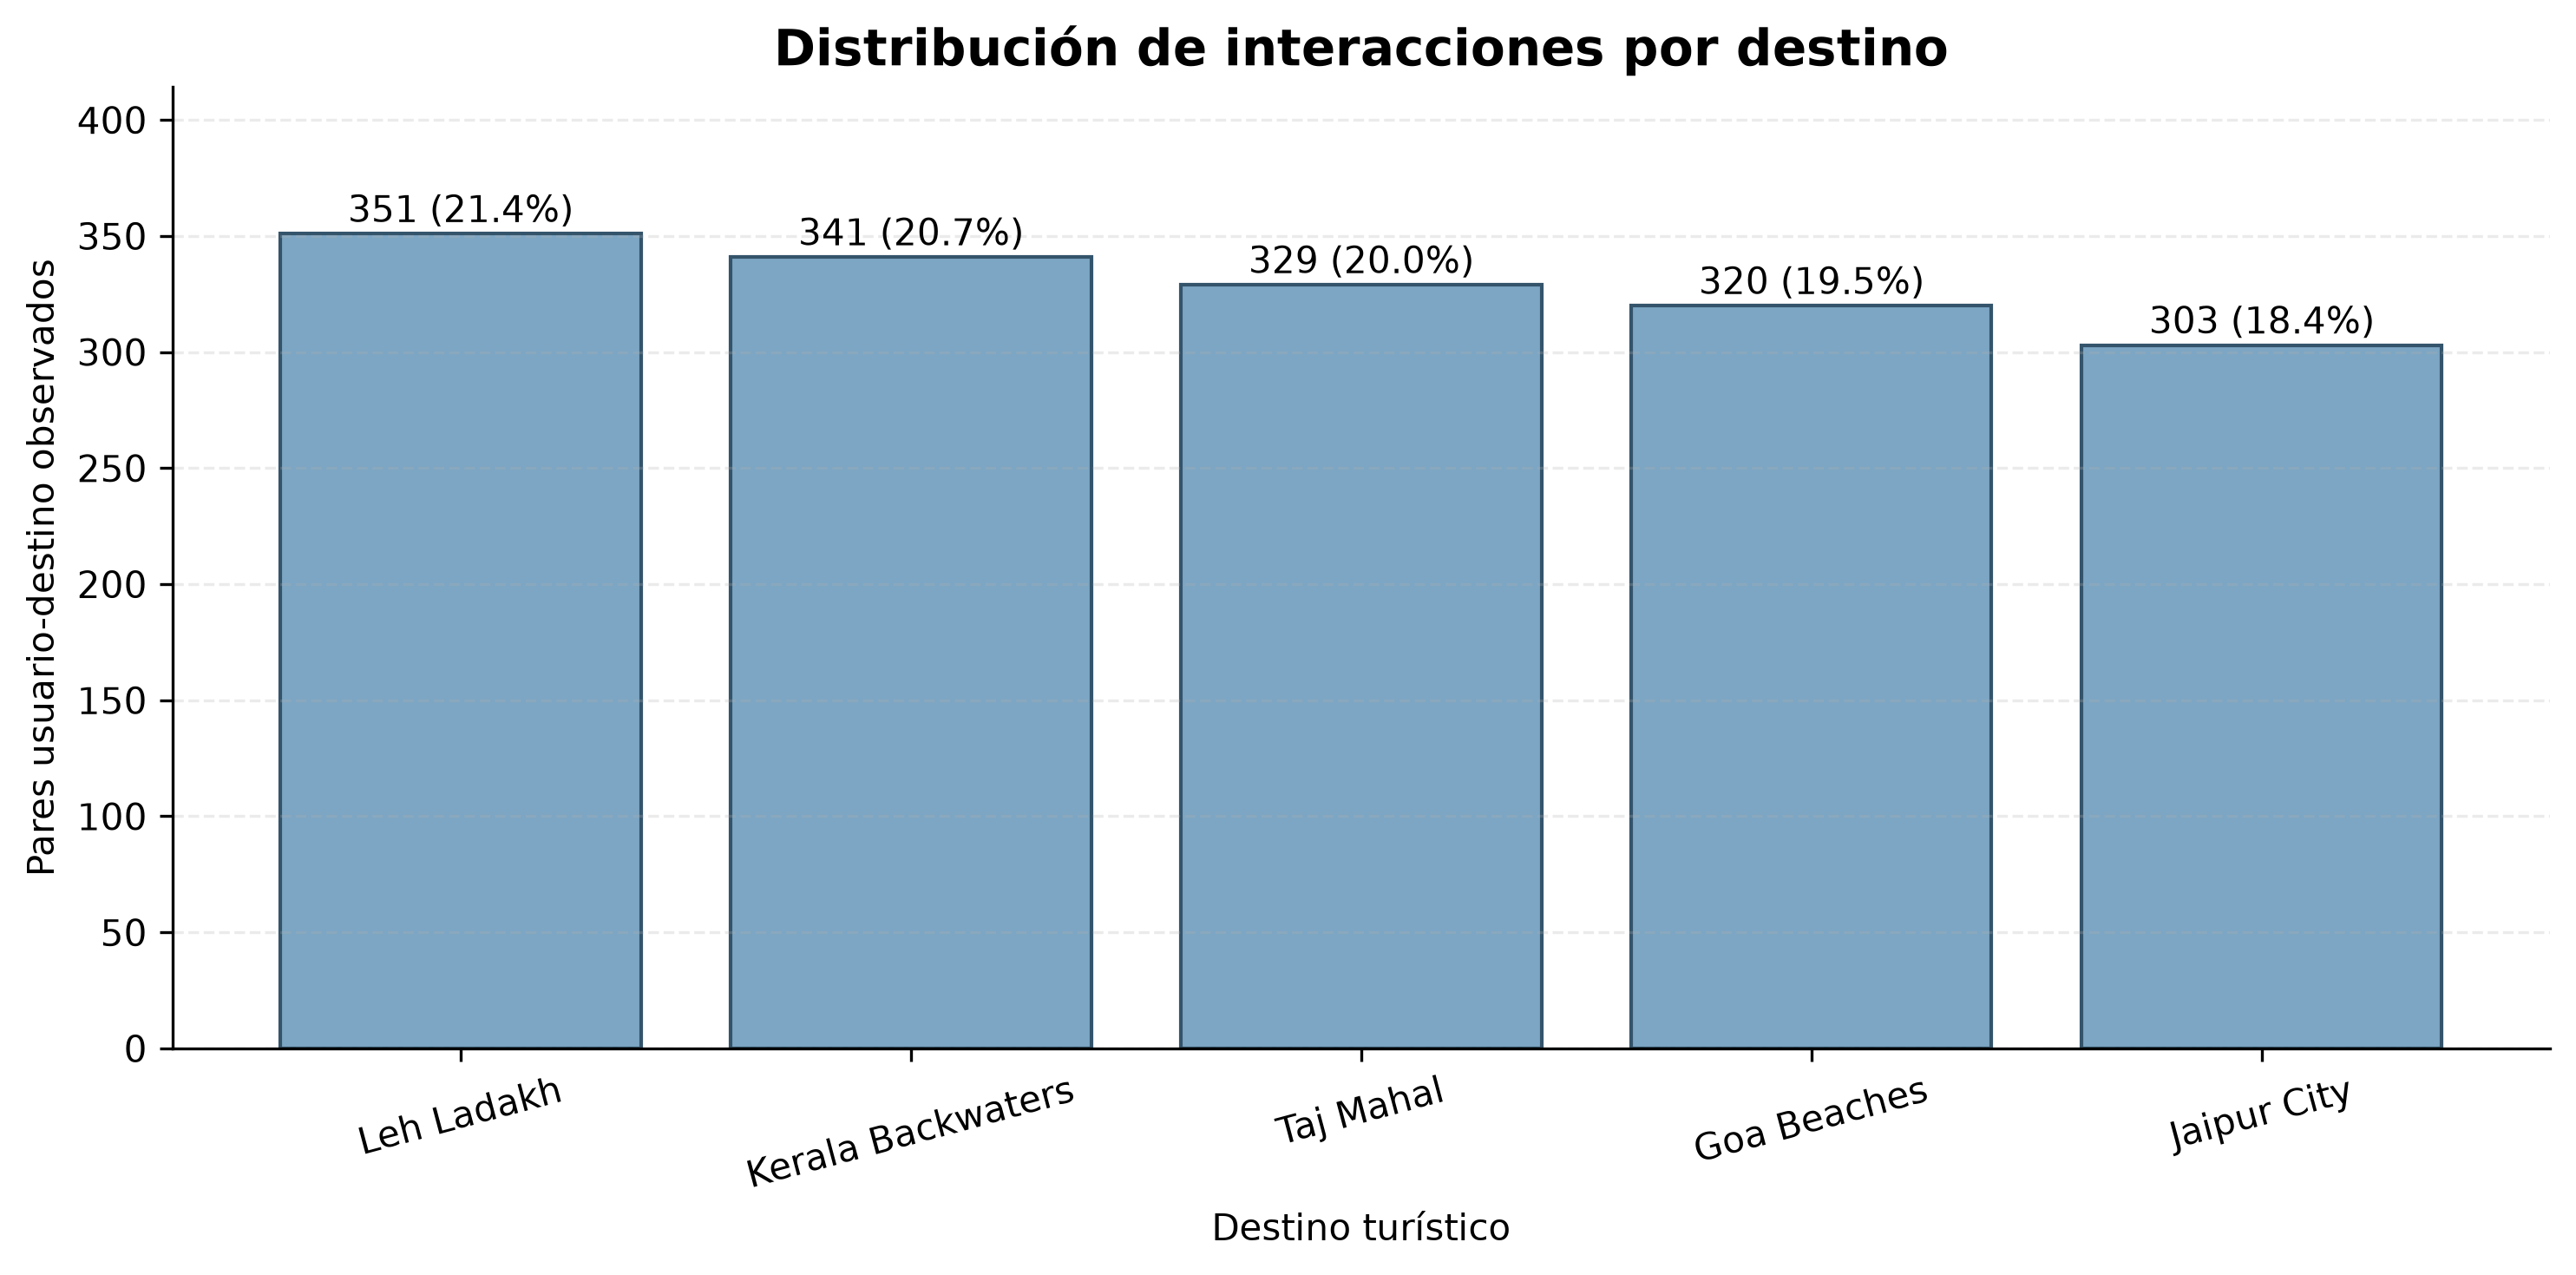 Distribución de interacciones por destino
Pares usuario-destino observados
400
350
300
250
200
150
100
50
0
351 (21.4%)
341 (20.7%)
329 (20.0%)
320 (19.5%)
303 (18.4%)
Leh Ladakh
Kerala Backwaters
Taj Mahal
Goa Beaches
Jaipur City
Destino turístico